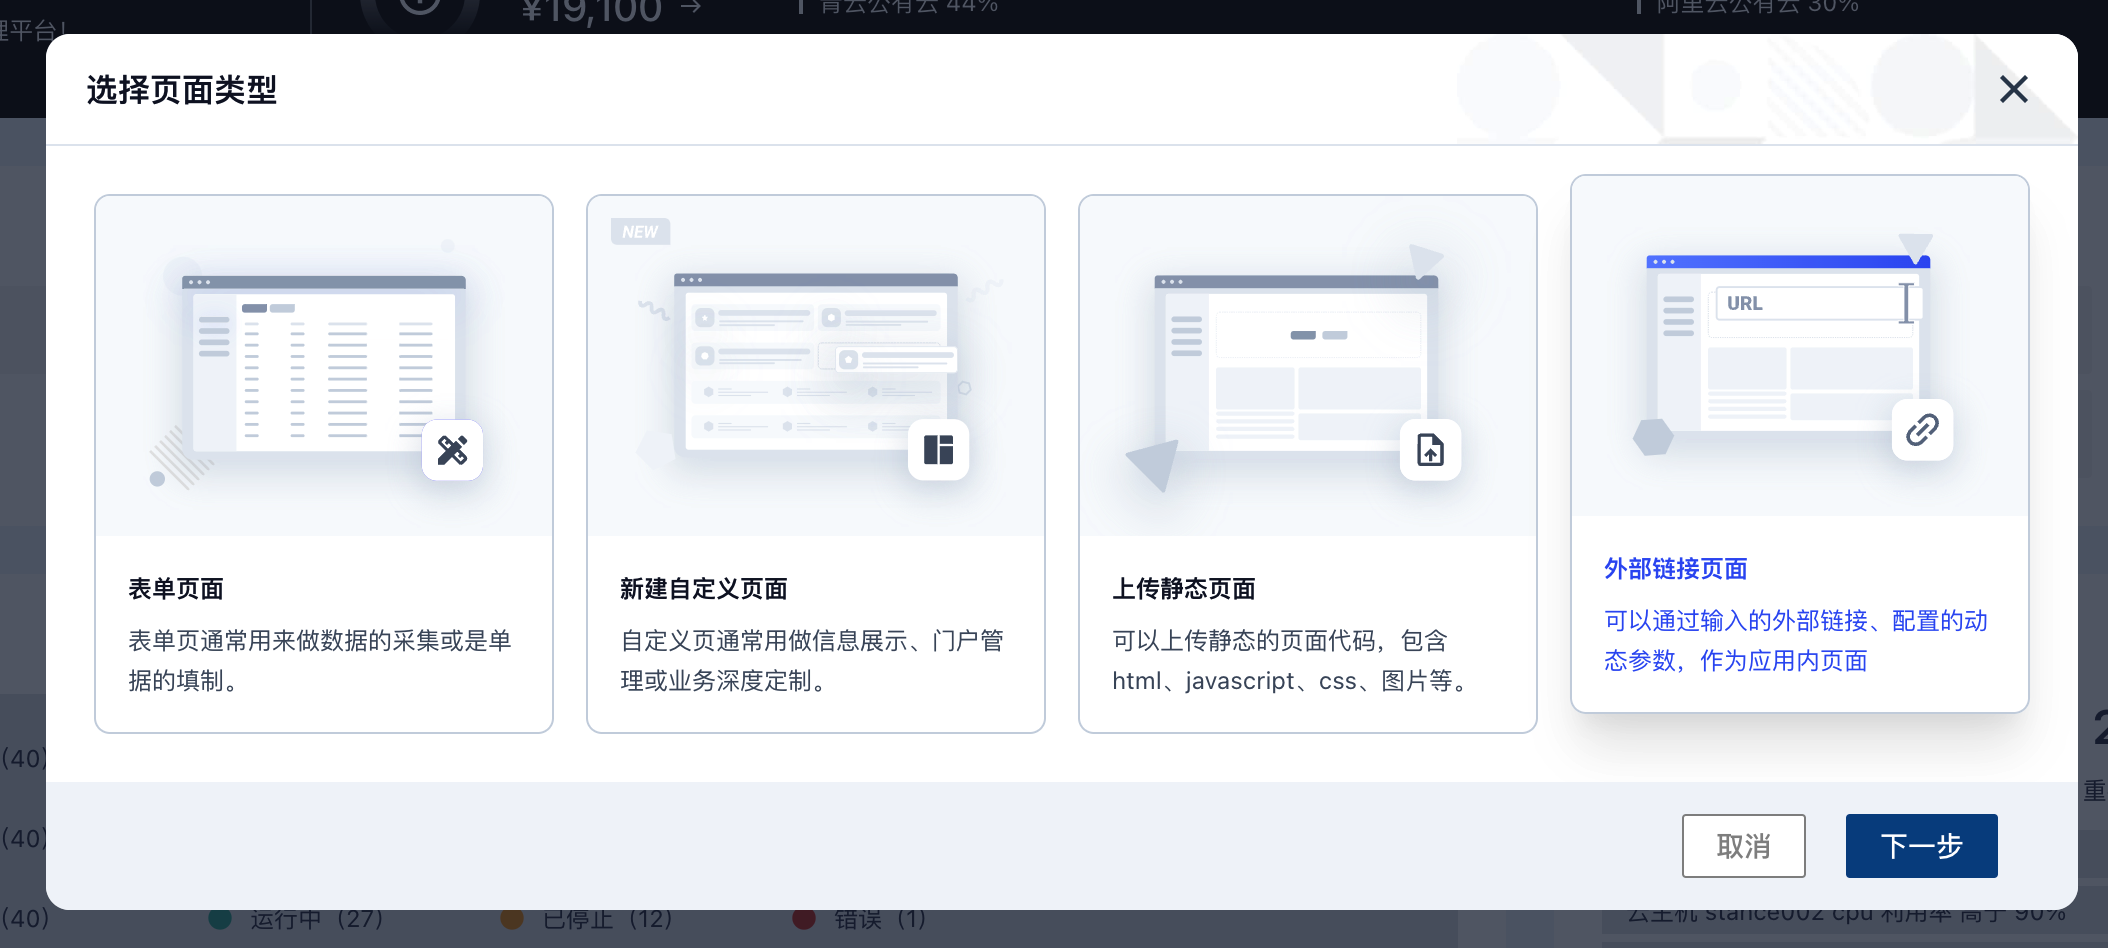 理平台!
¥19,100 →
青云公有云 44%
阿里云公有云 30%
选择页面类型
NEW
URL
表单页面
表单页通常用来做数据的采集或是单
据的填制。
新建自定义页面
自定义页通常用做信息展示、门户管
理或业务深度定制。
上传静态页面
可以上传静态的页面代码，包含
html、javascript、css、图片等。
外部链接页面
可以通过输入的外部链接、配置的动
态参数，作为应用内页面
(40)
2
重
(40)
取消
下一步
(40)
运行中（27）
已停止（12）
错误（1）
云主机 stance002 cpu 利用率 高于 90%